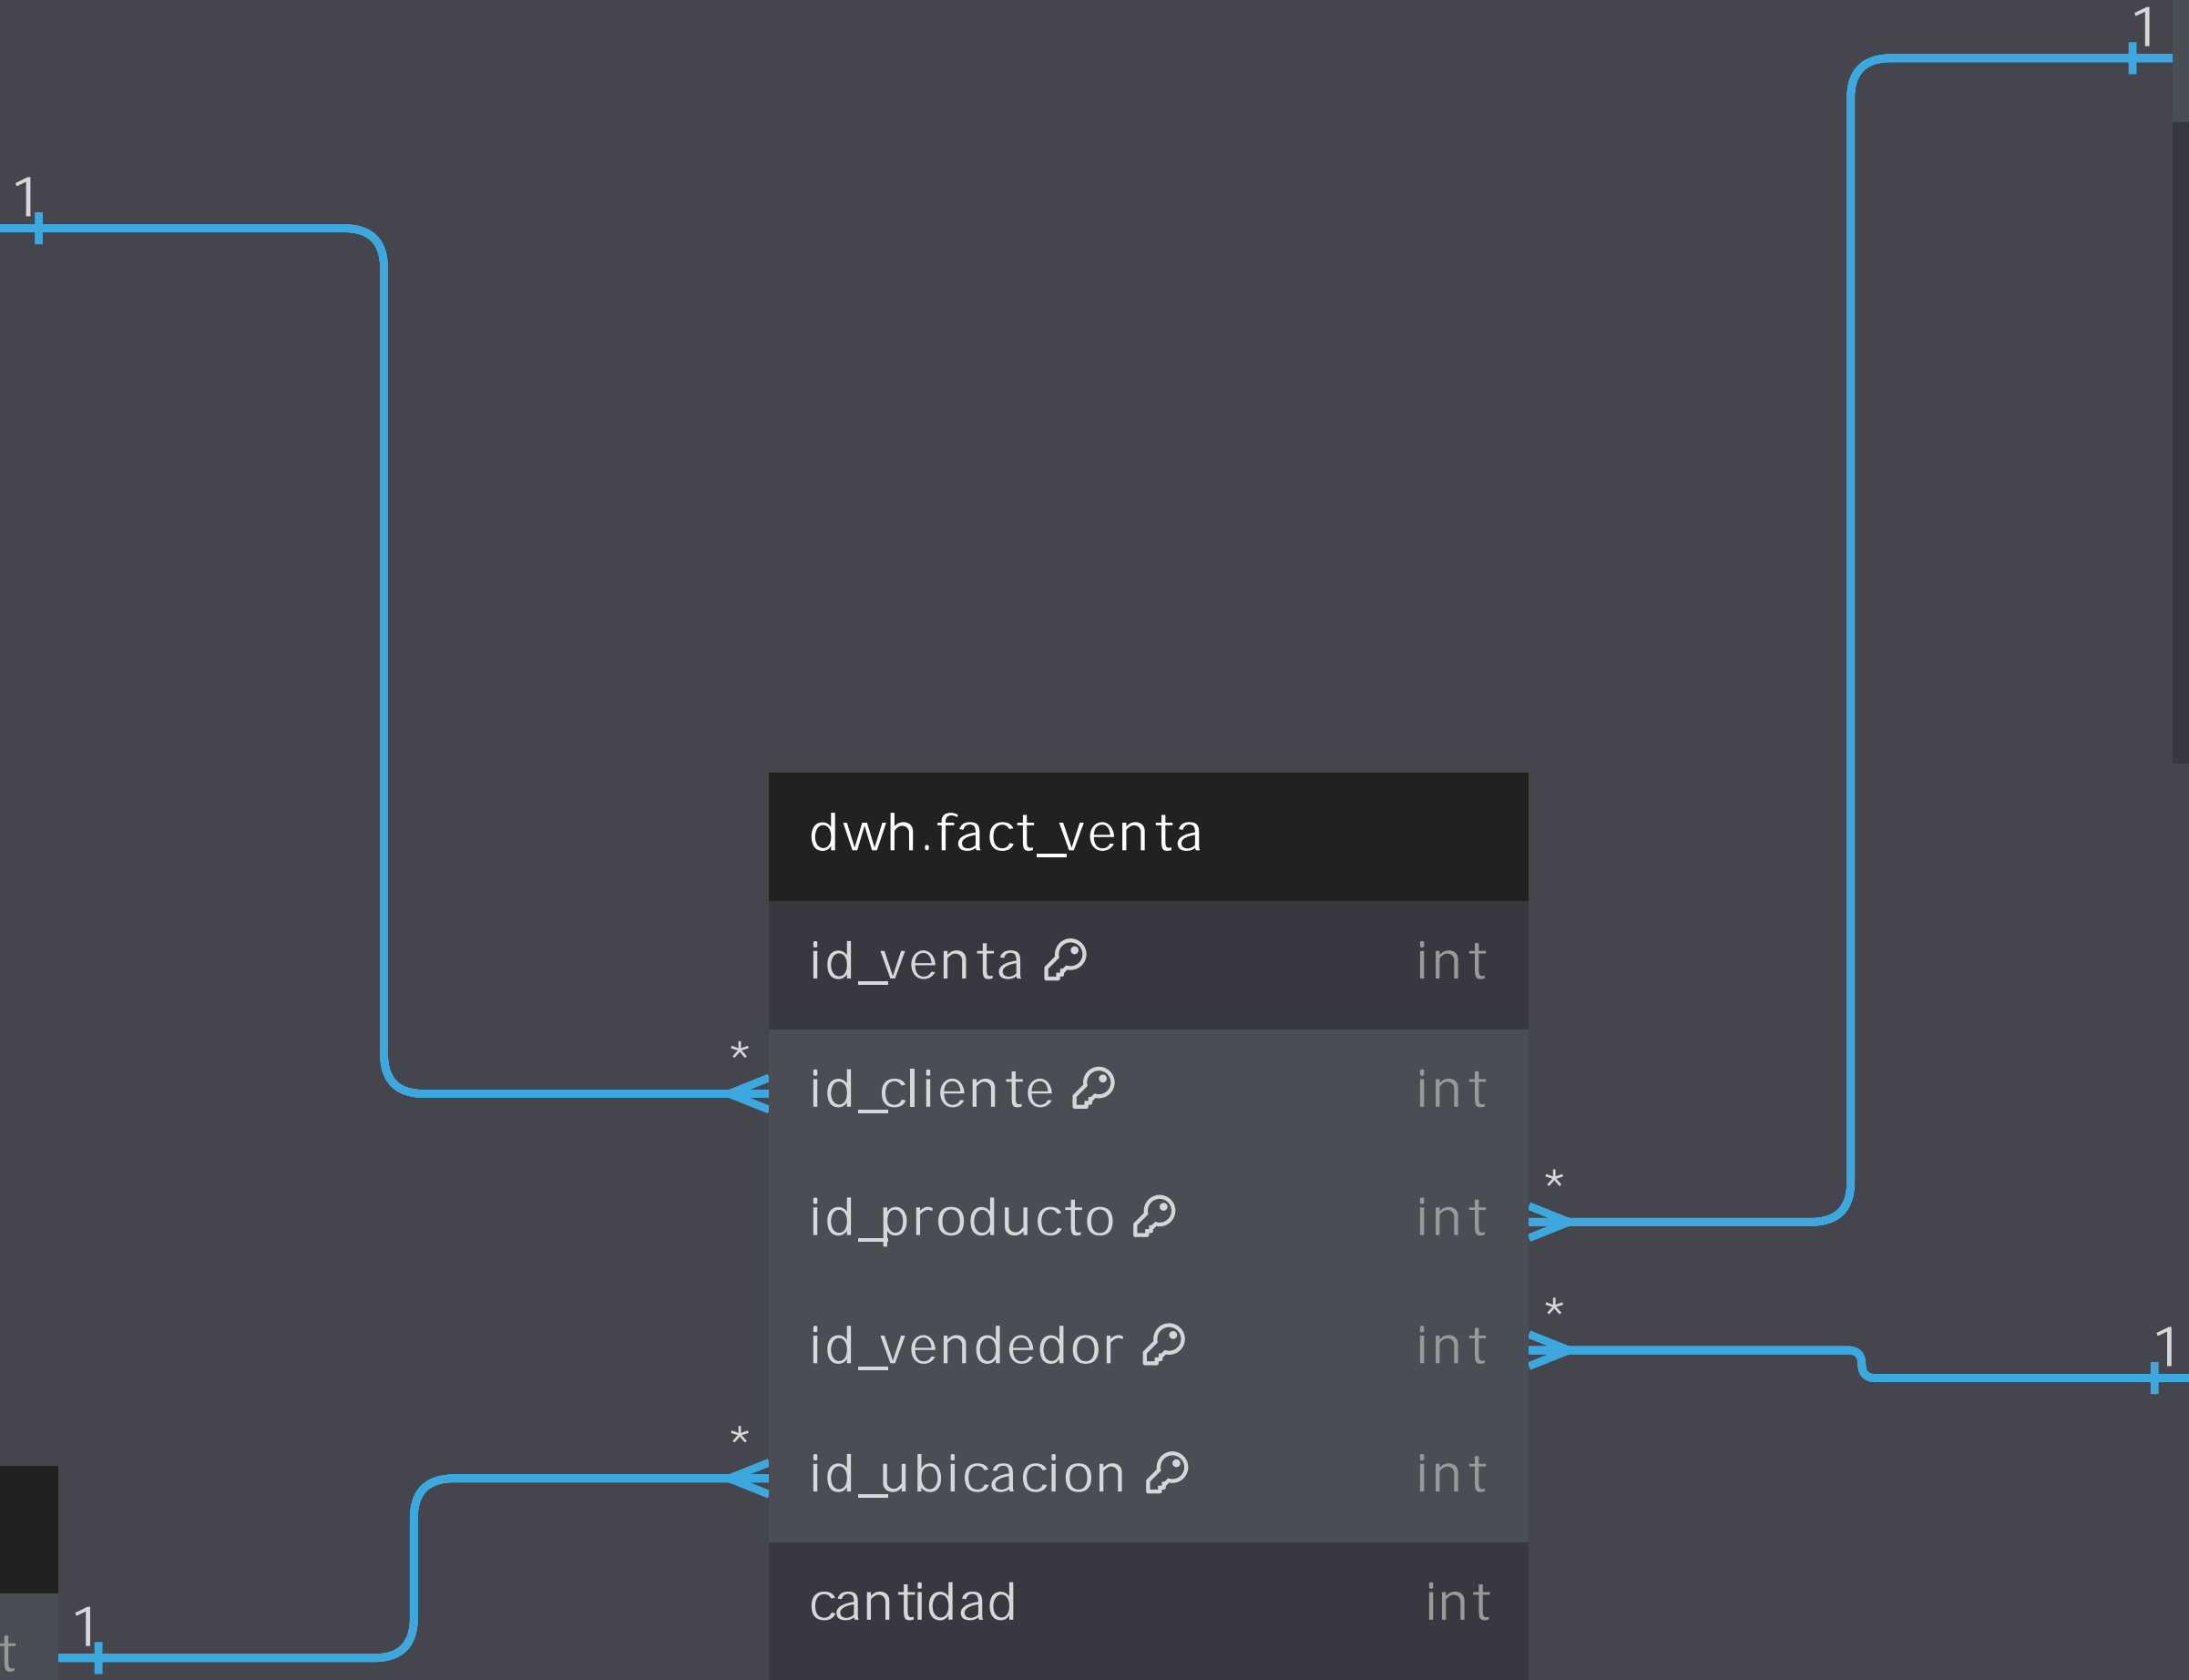 1
1
dwh.fact_venta
id_venta int
*
id_cliente int
*
id_producto int
*
id_vendedor int
1
*
id_ubicacion int
cantidad int
1
t